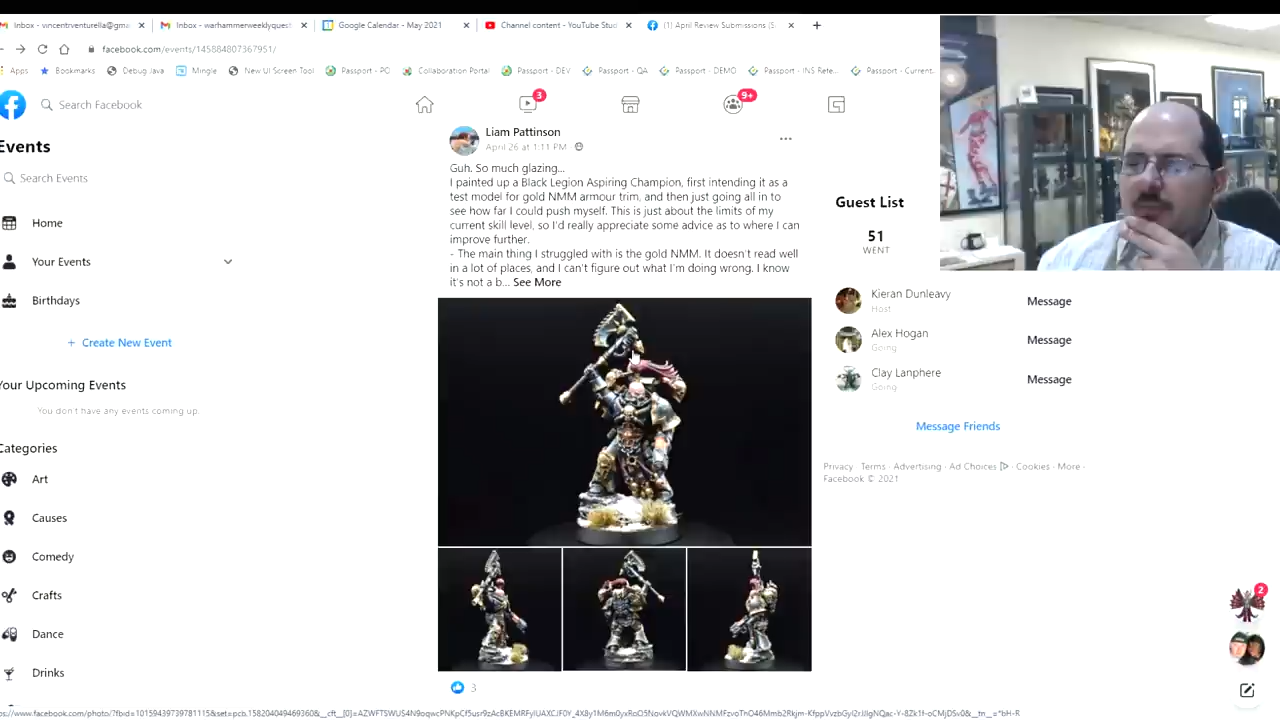 Inbox - vincentrventurella@gma
Inbox - warhammerweeklyquest
Google Calendar - May 2021
Channel content - YouTube Stud
(1) April Review Submissions (S
facebook.com/events/145884807367951/
Apps
Bookmarks
Debug Java
Mingle
New UI Screen Tool
Passport - PO
Collaboration Portal
Passport - DEV
Passport - QA
Passport - DEMO
Passport - INS Rete...
Passport - Current...
Search Facebook
3
9+
Events
Search Events
Home
Your Events
Birthdays
+ Create New Event
Your Upcoming Events
You don't have any events coming up.
Categories
Art
Causes
Comedy
Crafts
Dance
Drinks
Liam Pattinson
April 26 at 1:11 PM
Guh. So much glazing...
I painted up a Black Legion Aspiring Champion, first intending it as a
test model for gold NMM armour trim, and then just going all in to
see how far I could push myself. This is just about the limits of my
current skill level, so I'd really appreciate some advice as to where I can
improve further.
- The main thing I struggled with is the gold NMM. It doesn't read well
in a lot of places, and I can't figure out what I'm doing wrong. I know
it's not a b... See More
3
Guest List
51
WENT
Kieran Dunleavy
Host
Message
Alex Hogan
Going
Message
Clay Lanphere
Going
Message
Message Friends
Privacy · Terms · Advertising · Ad Choices · Cookies · More ·
Facebook © 2021
2